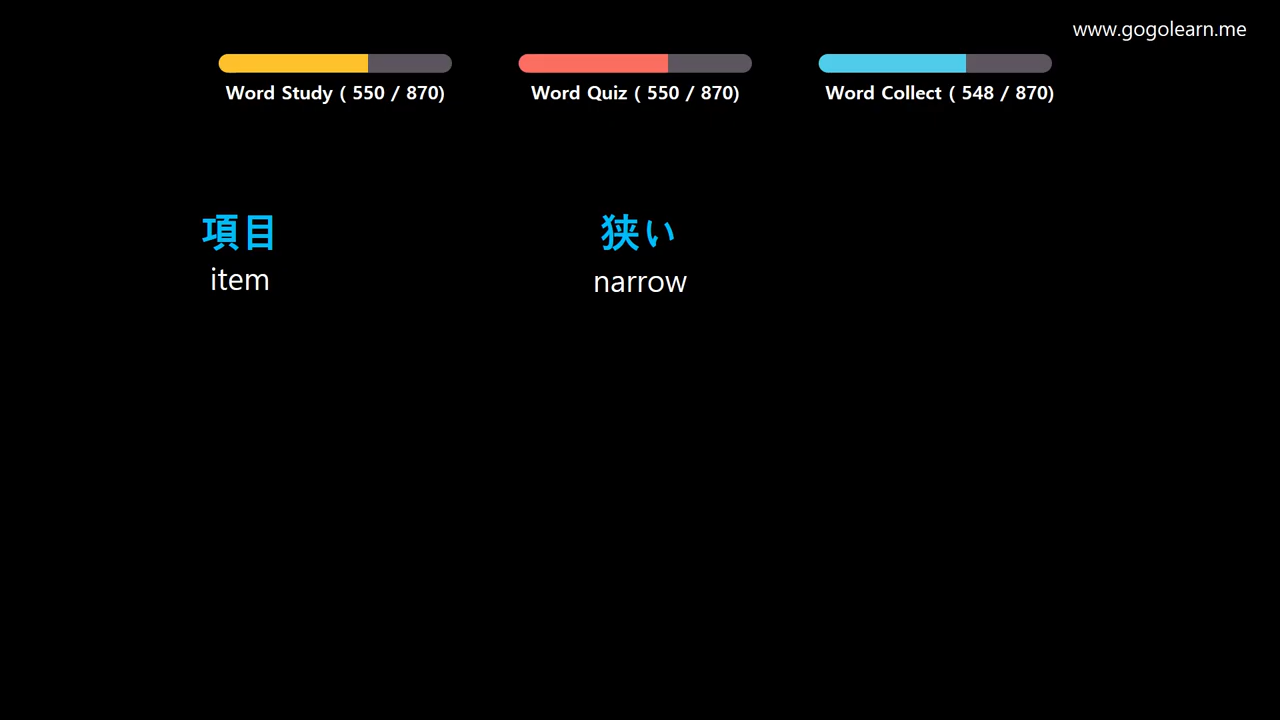 www.gogolearn.me
Word Study ( 550 / 870)
Word Quiz ( 550 / 870)
Word Collect ( 548 / 870)
項目
item
狭い
narrow